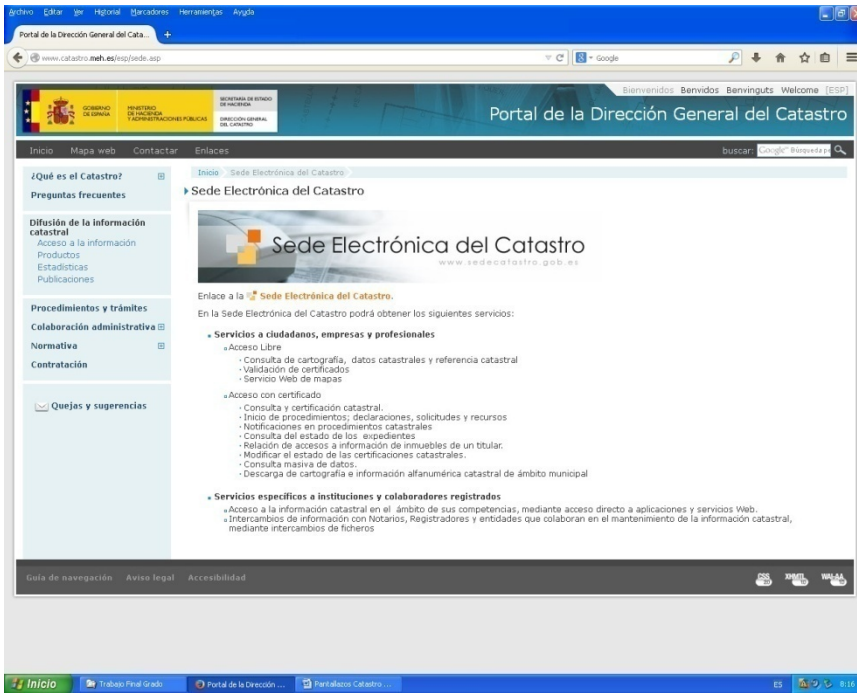 Archivo Editar Ver Historial Marcadores Herramientas Ayuda
Portal de la Dirección General del Cata... +
www.catastro.meh.es/esp/sede.asp
Google
Bienvenidos Benvidos Benvinguts Welcome [ESP]
GOBIERNO DE ESPAÑA
MINISTERIO DE HACIENDA Y ADMINISTRACIONES PÚBLICAS
SECRETARÍA DE ESTADO DE HACIENDA
DIRECCIÓN GENERAL DEL CATASTRO
Portal de la Dirección General del Catastro
Inicio Mapa web Contactar Enlaces
buscar: Google™ Búsqueda pe
¿Qué es el Catastro?
Preguntas frecuentes
Difusión de la información
catastral
Acceso a la información
Productos
Estadísticas
Publicaciones
Procedimientos y trámites
Colaboración administrativa
Normativa
Contratación
Quejas y sugerencias
Inicio Sede Electrónica del Catastro
Sede Electrónica del Catastro
Sede Electrónica del Catastro
www.sedecatastro.gob.es
Enlace a la Sede Electrónica del Catastro.
En la Sede Electrónica del Catastro podrá obtener los siguientes servicios:
Servicios a ciudadanos, empresas y profesionales
Acceso Libre
· Consulta de cartografía, datos catastrales y referencia catastral
· Validación de certificados
· Servicio Web de mapas
Acceso con certificado
· Consulta y certificación catastral.
· Inicio de procedimientos; declaraciones, solicitudes y recursos
· Notificaciones en procedimientos catastrales
· Consulta del estado de los expedientes
· Relación de accesos a información de inmuebles de un titular.
· Modificar el estado de las certificaciones catastrales.
· Consulta masiva de datos.
· Descarga de cartografía e información alfanumérica catastral de ámbito municipal
Servicios específicos a instituciones y colaboradores registrados
Acceso a la información catastral en el ámbito de sus competencias, mediante acceso directo a aplicaciones y servicios Web.
Intercambios de información con Notarios, Registradores y entidades que colaboran en el mantenimiento de la información catastral,
mediante intercambios de ficheros
Guía de navegación Aviso legal Accesibilidad
CSS XHMTL WAI-AA
Inicio Trabajo Final Grado Portal de la Dirección ... Pantallazos Catastro ... ES 8:16